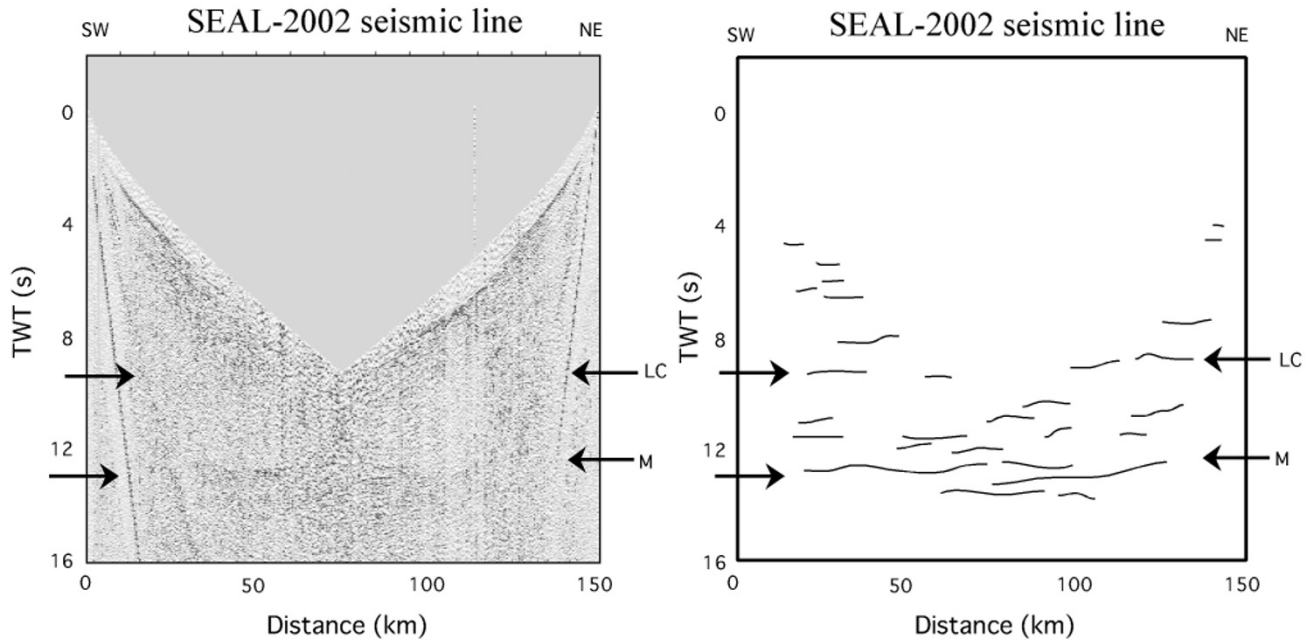 SEAL-2002 seismic line
SW
NE
TWT (s)
0
4
8
12
16
LC
M
0
50
100
150
Distance (km)
SEAL-2002 seismic line
SW
NE
TWT (s)
0
4
8
12
16
LC
M
0
50
100
150
Distance (km)